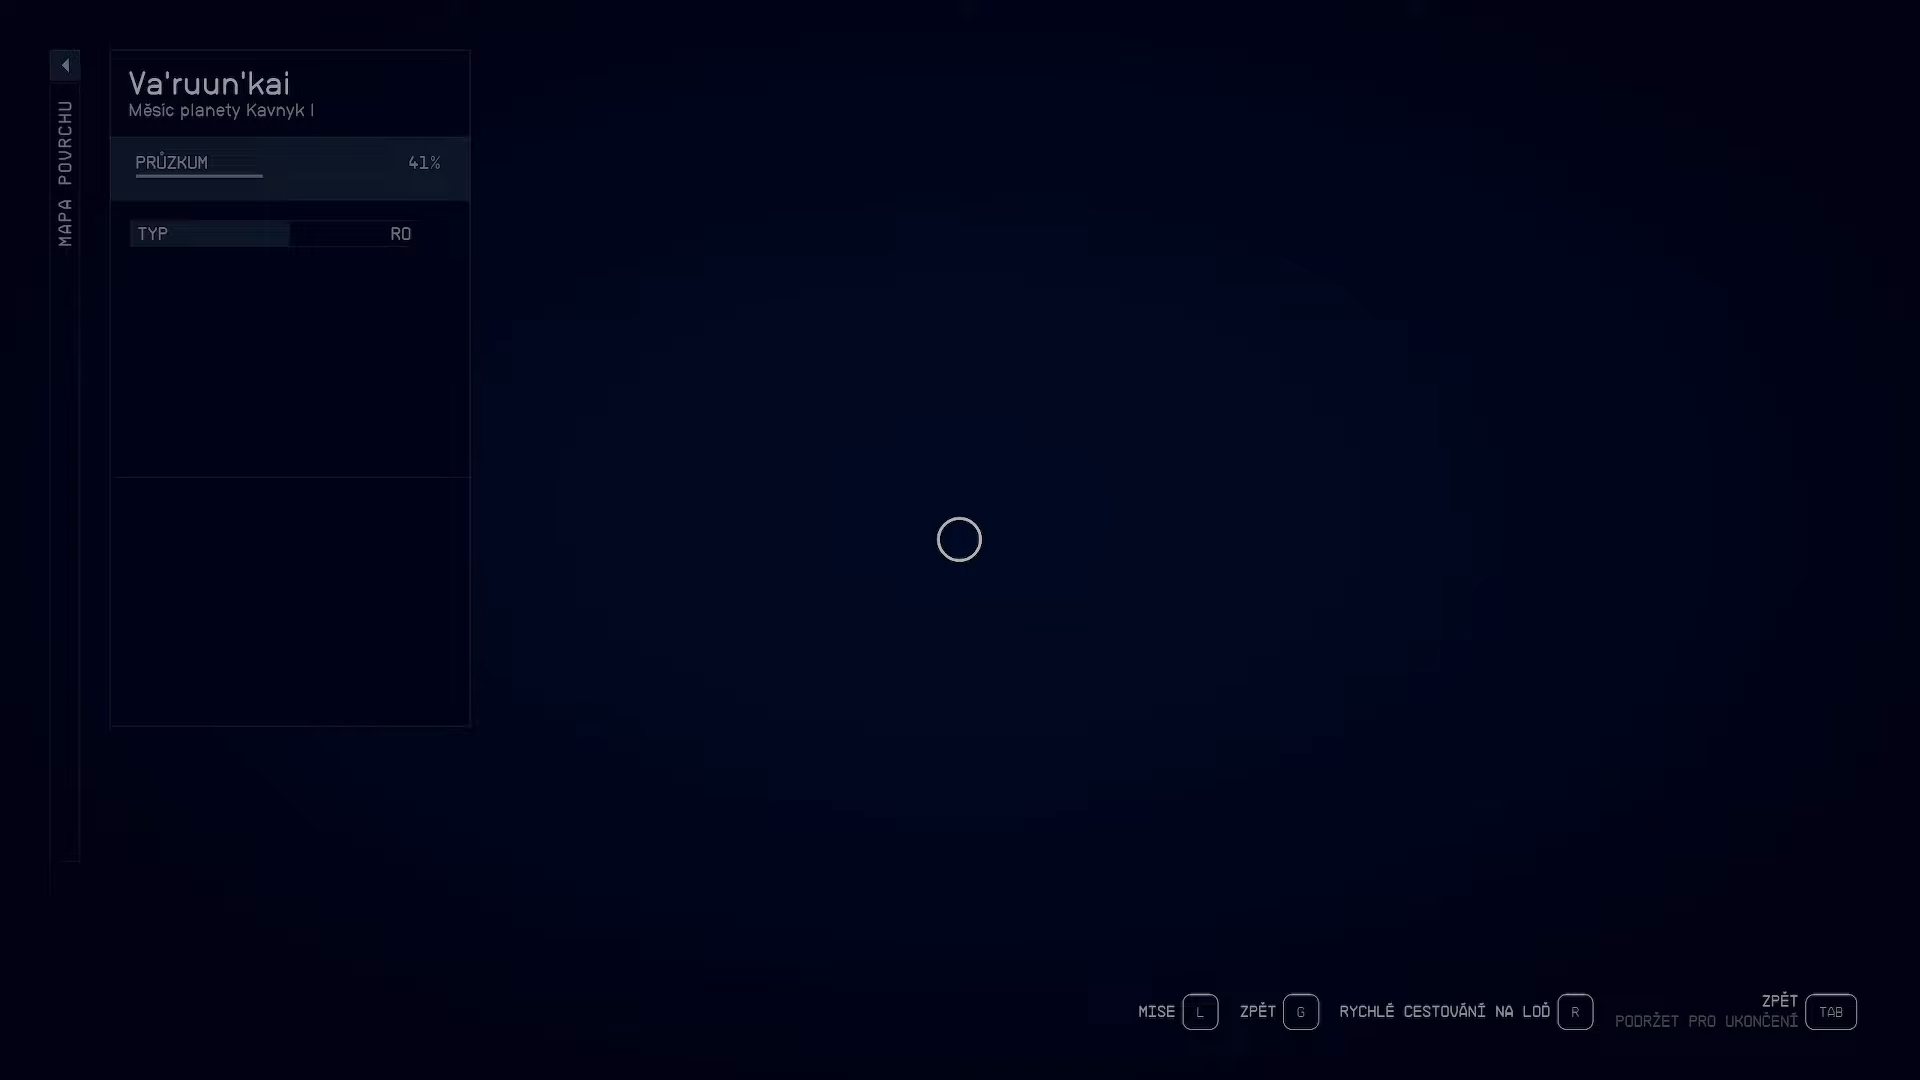 Va'ruun'kai
Měsíc planety Kavnyk I
PRŮZKUM 41%
TYP RO
MAPA POVRCHU
MISE L
ZPĚT G
RYCHLÉ CESTOVÁNÍ NA LOĎ R
ZPĚT
PODRŽET PRO UKONČENÍ TAB